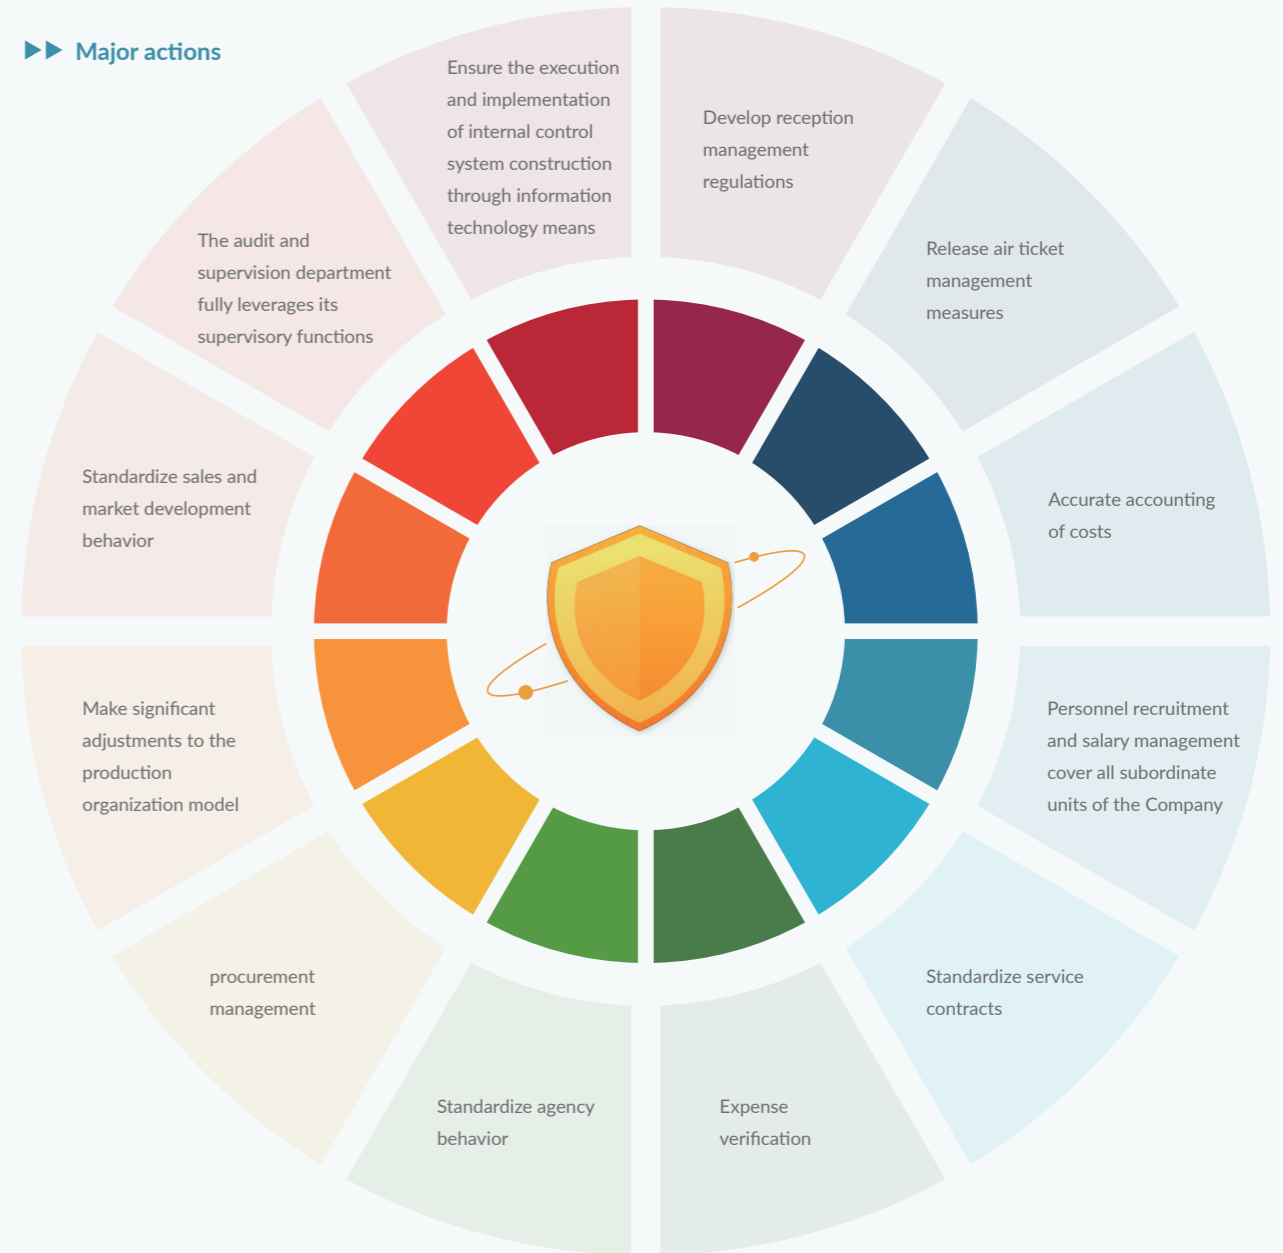 Major actions
Ensure the execution
and implementation
of internal control
system construction
through information
technology means
Develop reception
management
regulations
Release air ticket
management
measures
Accurate accounting
of costs
Personnel recruitment
and salary management
cover all subordinate
units of the Company
Standardize service
contracts
Expense
verification
Standardize agency
behavior
procurement
management
Make significant
adjustments to the
production
organization model
Standardize sales and
market development
behavior
The audit and
supervision department
fully leverages its
supervisory functions